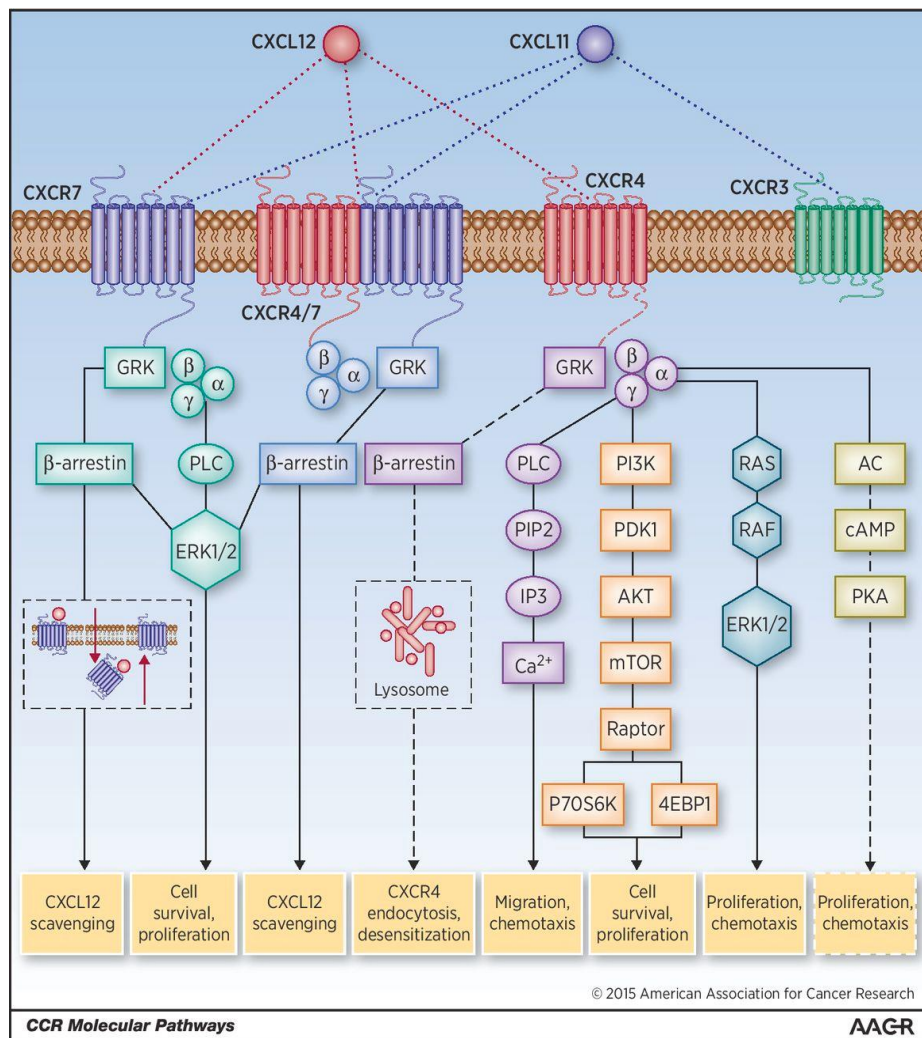 CXCL12
CXCL11
CXCR7
CXCR4
CXCR3
CXCR4/7
GRK
β
α
γ
β
α
γ
GRK
GRK
β
α
γ
β-arrestin
PLC
β-arrestin
β-arrestin
PLC
PI3K
RAS
AC
ERK1/2
PIP2
PDK1
RAF
cAMP
IP3
AKT
ERK1/2
PKA
Lysosome
Ca2+
mTOR
Raptor
P70S6K
4EBP1
CXCL12
scavenging
Cell
survival,
proliferation
CXCL12
scavenging
CXCR4
endocytosis,
desensitization
Migration,
chemotaxis
Cell
survival,
proliferation
Proliferation,
chemotaxis
Proliferation,
chemotaxis
© 2015 American Association for Cancer Research
CCR Molecular Pathways
AACR